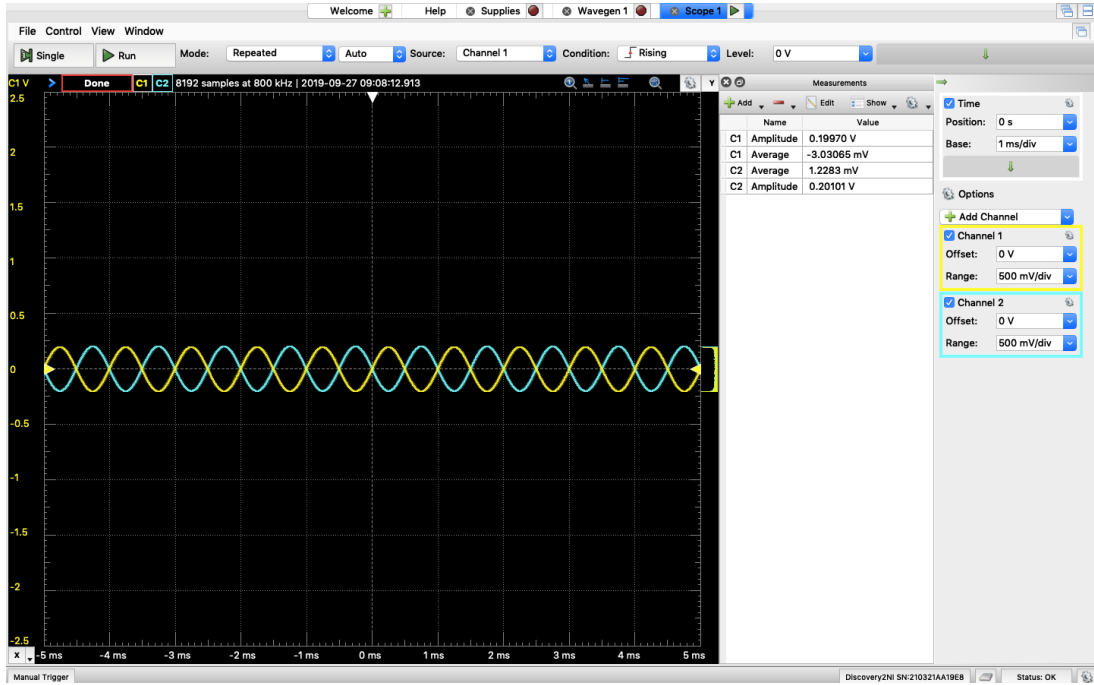 Welcome Help Supplies Wavegen 1 Scope 1
File Control View Window
Single Run Mode: Repeated Auto Source: Channel 1 Condition: Rising Level: 0 V
C1 V Done C1 C2 8192 samples at 800 kHz | 2019-09-27 09:08:12.913 Y
2.5
2
1.5
1
0.5
0
-0.5
-1
-1.5
-2
-2.5
X -5 ms -4 ms -3 ms -2 ms -1 ms 0 ms 1 ms 2 ms 3 ms 4 ms 5 ms
Measurements
Add Edit Show
Name Value
C1 Amplitude 0.19970 V
C1 Average -3.03065 mV
C2 Average 1.2283 mV
C2 Amplitude 0.20101 V
Time
Position: 0 s
Base: 1 ms/div
Options
Add Channel
Channel 1
Offset: 0 V
Range: 500 mV/div
Channel 2
Offset: 0 V
Range: 500 mV/div
Manual Trigger Discovery2NI SN:210321AA19E8 Status: OK